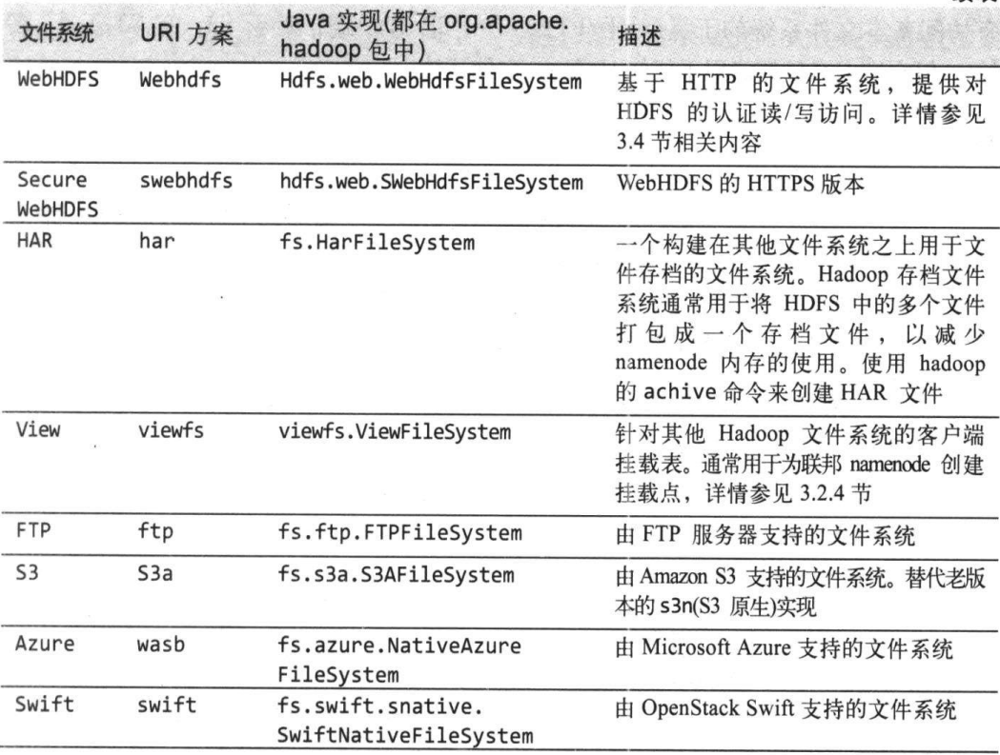 文件系统 URI 方案 Java 实现(都在 org.apache.hadoop 包中) 描述
WebHDFS Webhdfs Hdfs.web.WebHdfsFileSystem 基于 HTTP 的文件系统，提供对
HDFS 的认证读/写访问。详情参见
3.4 节相关内容
Secure swebhdfs hdfs.web.SWebHdfsFileSystem WebHDFS 的 HTTPS 版本
WebHDFS
HAR har fs.HarFileSystem 一个构建在其他文件系统之上用于文
件存档的文件系统。Hadoop 存档文件
系统通常用于将 HDFS 中的多个文件
打包成一个存档文件，以减少
namenode 内存的使用。使用 hadoop
的 achive 命令来创建 HAR 文件
View viewfs viewfs.ViewFileSystem 针对其他 Hadoop 文件系统的客户端
挂载表。通常用于为联邦 namenode 创建
挂载点，详情参见 3.2.4 节
FTP ftp fs.ftp.FTPFileSystem 由 FTP 服务器支持的文件系统
S3 S3a fs.s3a.S3AFileSystem 由 Amazon S3 支持的文件系统。替代老版
本的 s3n(S3 原生)实现
Azure wasb fs.azure.NativeAzure 由 Microsoft Azure 支持的文件系统
FileSystem
Swift swift fs.swift.snative. 由 OpenStack Swift 支持的文件系统
SwiftNativeFileSystem